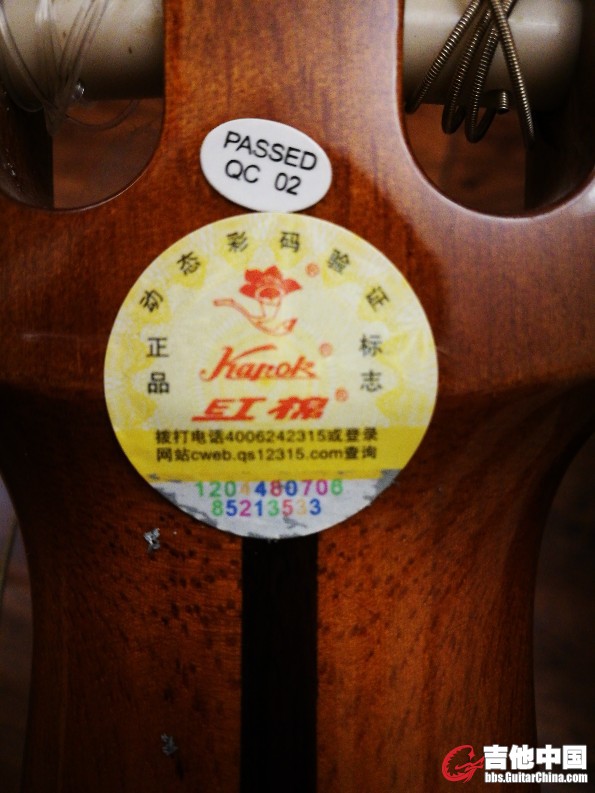 PASSED
QC 02
动态彩码验证
正品
标志
Kapok
红棉
拨打电话4006242315或登录
网站cweb.qs12315.com查询
1204480706
85213533
吉他中国
bbs.GuitarChina.com